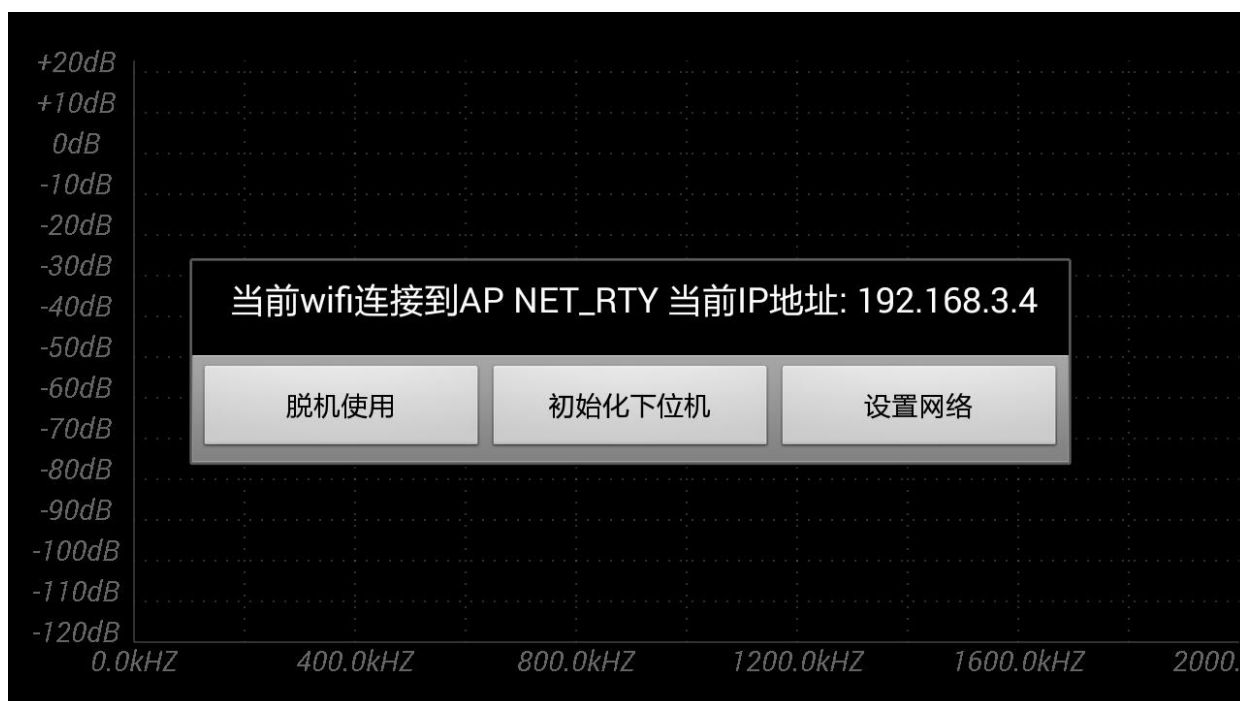 +20dB
+10dB
0dB
-10dB
-20dB
-30dB
当前wifi连接到AP NET_RTY 当前IP地址: 192.168.3.4
-40dB
-50dB
-60dB
脱机使用 初始化下位机 设置网络
-70dB
-80dB
-90dB
-100dB
-110dB
-120dB
0.0kHZ 400.0kHZ 800.0kHZ 1200.0kHZ 1600.0kHZ 2000.